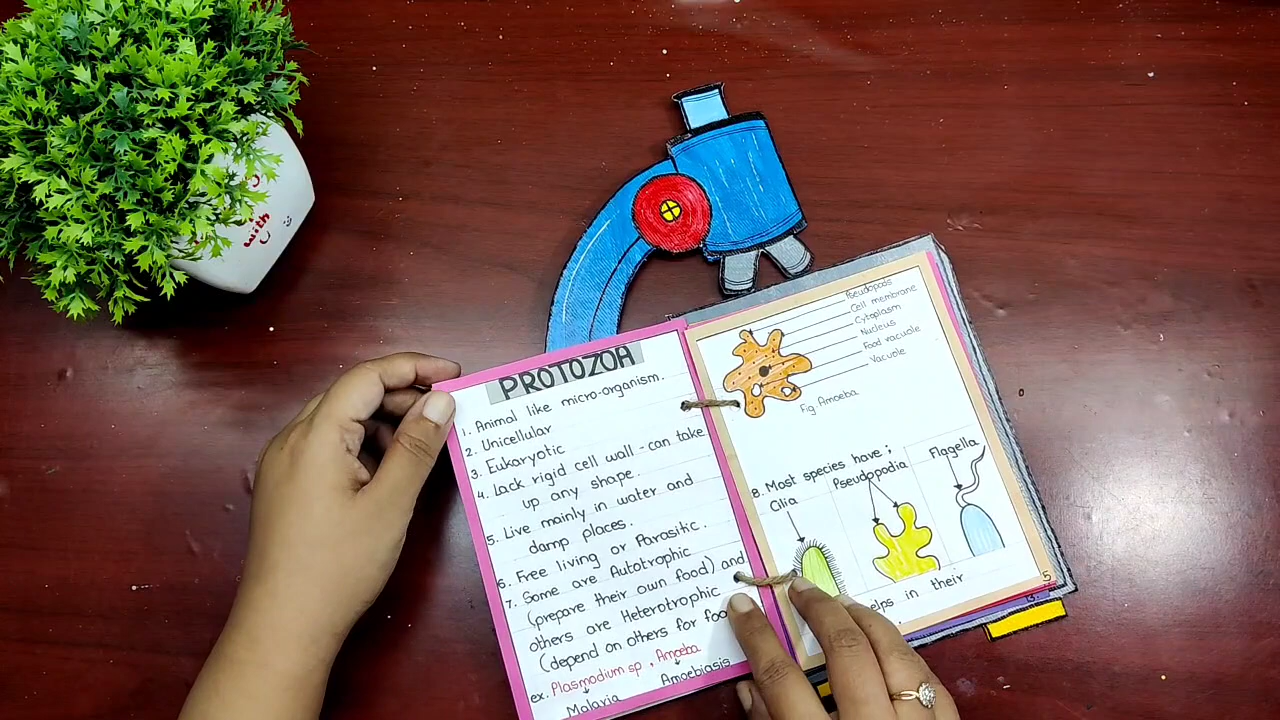 with
PROTOZOA
1. Animal like micro-organism.
2. Unicellular
3. Eukaryotic
4. Lack rigid cell wall - can take
up any shape.
5. Live mainly in water and
damp places.
6. Free living or Parasitic.
7. Some are Autotrophic
(prepare their own food) and
others are Heterotrophic
(depend on others for
ex. Plasmodium sp, Amoeba
Malaria Amoebiasis
Pseudopods
Cell membrane
Cytoplasm
Nucleus
Food vacuole
Vacuole
Fig Amoeba
8. Most species have;
Cilia Pseudopodia Flagella
in their
5